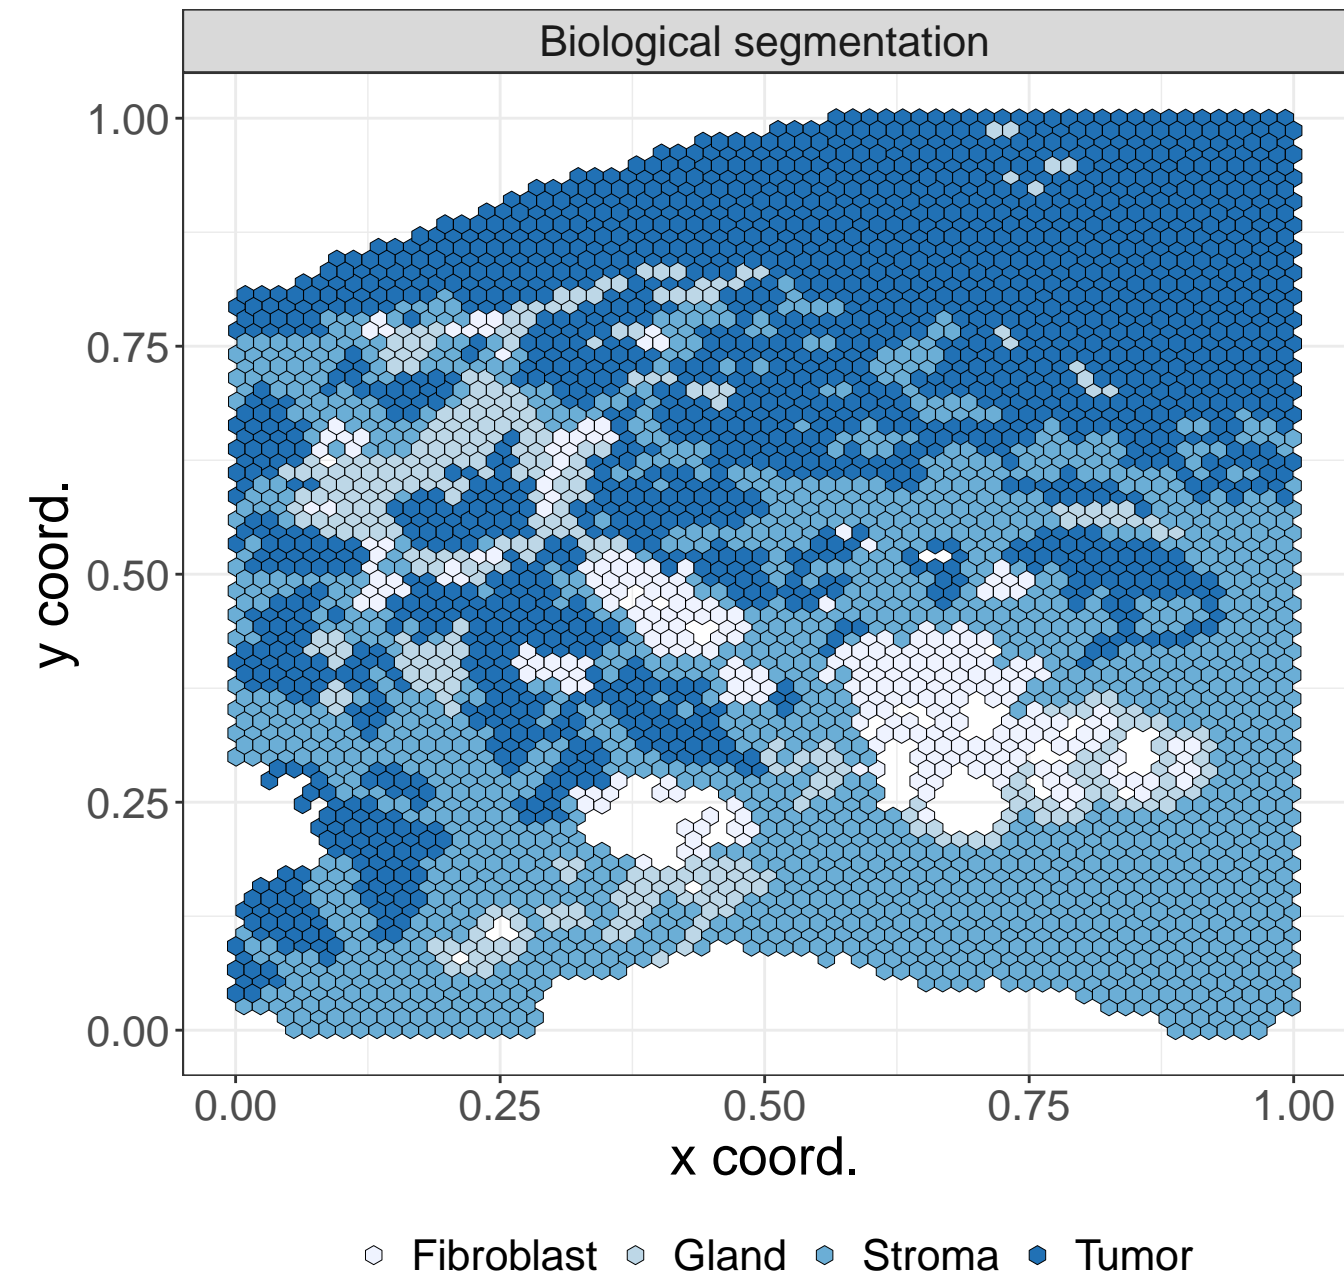 Biological segmentation
1.00
0.75
0.50
0.25
0.00
y coord.
0.00 0.25 0.50 0.75 1.00
x coord.
Fibroblast Gland Stroma Tumor